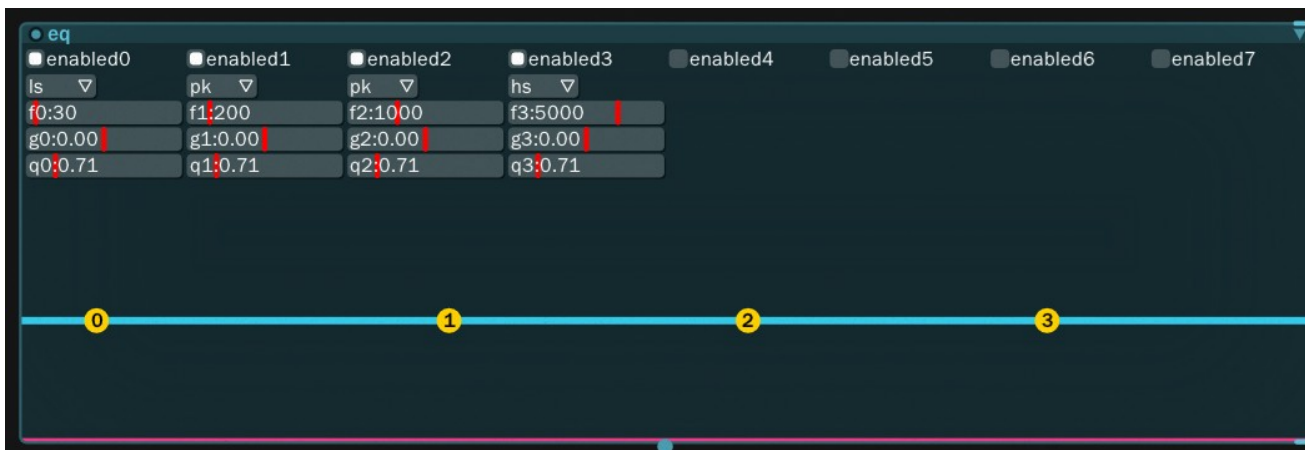 eq
enabled0 enabled1 enabled2 enabled3 enabled4 enabled5 enabled6 enabled7
ls pk pk hs
f0:30 f1:200 f2:1000 f3:5000
g0:0.00 g1:0.00 g2:0.00 g3:0.00
q0:0.71 q1:0.71 q2:0.71 q3:0.71
0 1 2 3